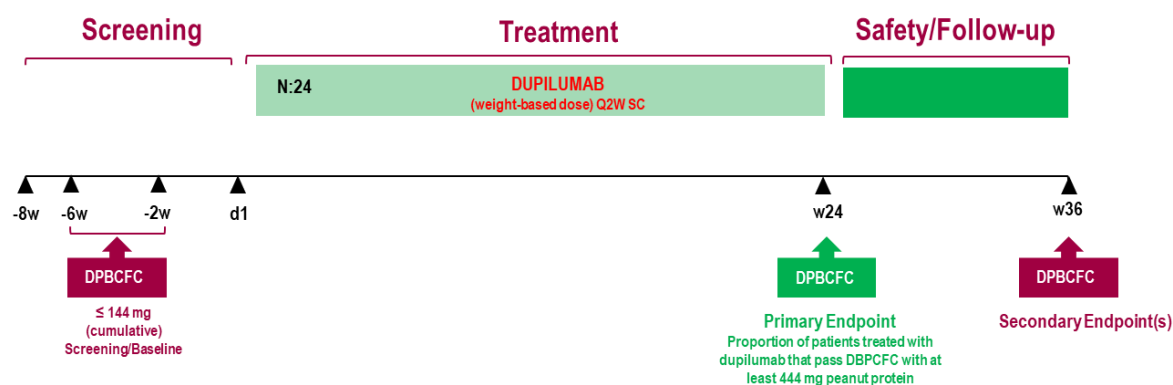 Screening
Treatment
Safety/Follow-up
N:24
DUPILUMAB
(weight-based dose) Q2W SC
-8w
-6w
-2w
d1
w24
w36
DPBCFC
≤ 144 mg
(cumulative)
Screening/Baseline
DPBCFC
Primary Endpoint
Proportion of patients treated with
dupilumab that pass DBPCFC with at
least 444 mg peanut protein
DPBCFC
Secondary Endpoint(s)